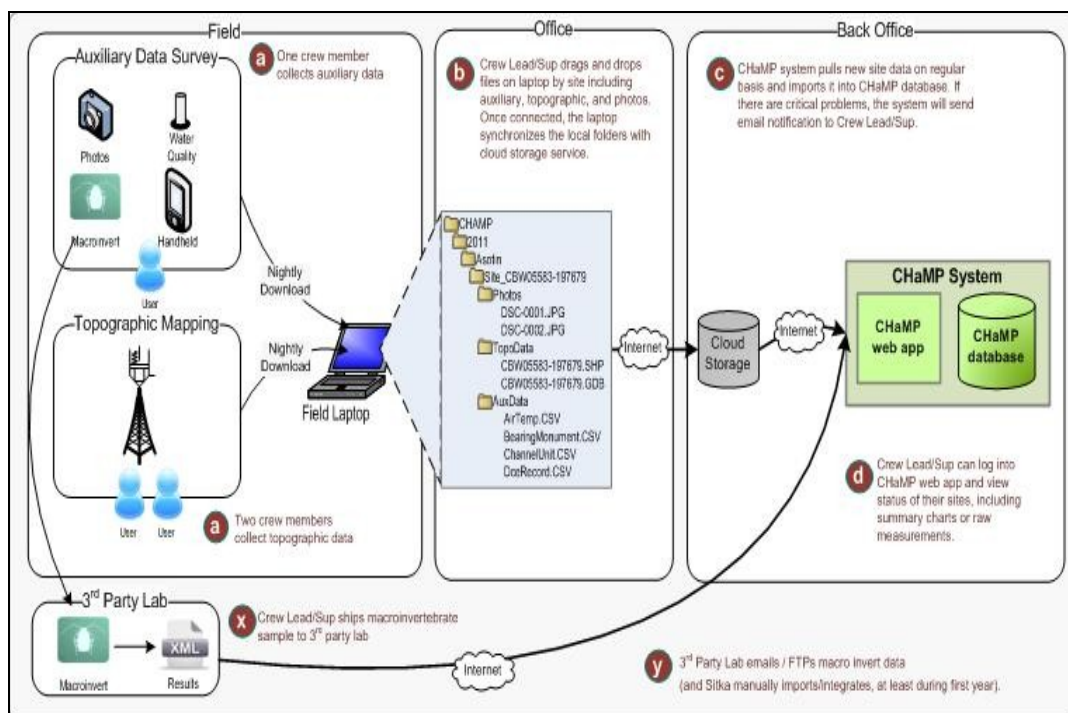 Field
Auxiliary Data Survey
a
One crew member
collects auxiliary data
Photos
Water
Quality
Macroinvert
Handheld
User
Nightly
Download
Topographic Mapping
Nightly
Download
Field Laptop
User
User
a
Two crew members
collect topographic data
Office
b
Crew Lead/Sup drags and drops
files on laptop by site including
auxiliary, topographic, and photos.
Once connected, the laptop
synchronizes the local folders with
cloud storage service.
CHAMP
2011
Asotin
Site_CBW05583-197679
Photos
DSC-0001.JPG
DSC-0002.JPG
TopoData
CBW05583-197679.SHP
CBW05583-197679.GDB
AuxData
AirTemp.CSV
BearingMonument.CSV
ChannelUnit.CSV
DceRecord.CSV
Internet
Back Office
c
CHaMP system pulls new site data on regular
basis and imports it into CHaMP database. If
there are critical problems, the system will send
email notification to Crew Lead/Sup.
Cloud
Storage
Internet
CHaMP System
CHaMP
web app
CHaMP
database
d
Crew Lead/Sup can log into
CHaMP web app and view
status of their sites, including
summary charts or raw
measurements.
3rd Party Lab
Macroinvert
XML
Results
x
Crew Lead/Sup ships macroinvertebrate
sample to 3rd party lab
Internet
y
3rd Party Lab emails / FTPs macro invert data
(and Sitka manually imports/integrates, at least during first year).